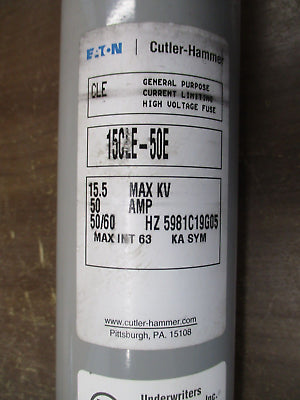 EATON Cutler-Hammer
CLE
GENERAL PURPOSE
CURRENT LIMITING
HIGH VOLTAGE FUSE
15CLE-50E
15.5 MAX KV
50 AMP
50/60 HZ 5981C19G05
MAX INT 63 KA SYM
www.cutler-hammer.com
Pittsburgh, PA. 15108
Underwriters
Inc.